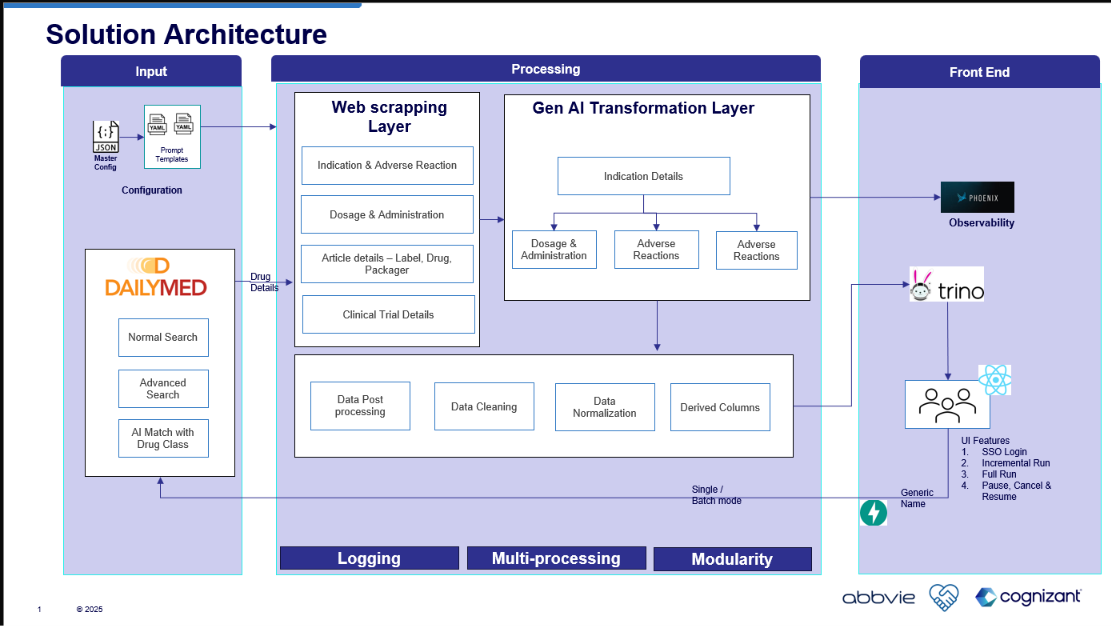 Solution Architecture
Input
{;}
JSON
Master
Config
YAML
YAML
Prompt
Templates
Configuration
DAILYMED
Normal Search
Advanced
Search
AI Match with
Drug Class
Drug
Details
Processing
Web scrapping
Layer
Indication & Adverse Reaction
Dosage & Administration
Article details – Label, Drug,
Packager
Clinical Trial Details
Gen AI Transformation Layer
Indication Details
Dosage &
Administration
Adverse
Reactions
Adverse
Reactions
Data Post
processing
Data Cleaning
Data
Normalization
Derived Columns
Single /
Batch mode
Logging
Multi-processing
Modularity
Front End
PHOENIX
Observability
trino
UI Features
1. SSO Login
2. Incremental Run
3. Full Run
4. Pause, Cancel &
Resume
Generic
Name
1
© 2025
abbvie
cognizant